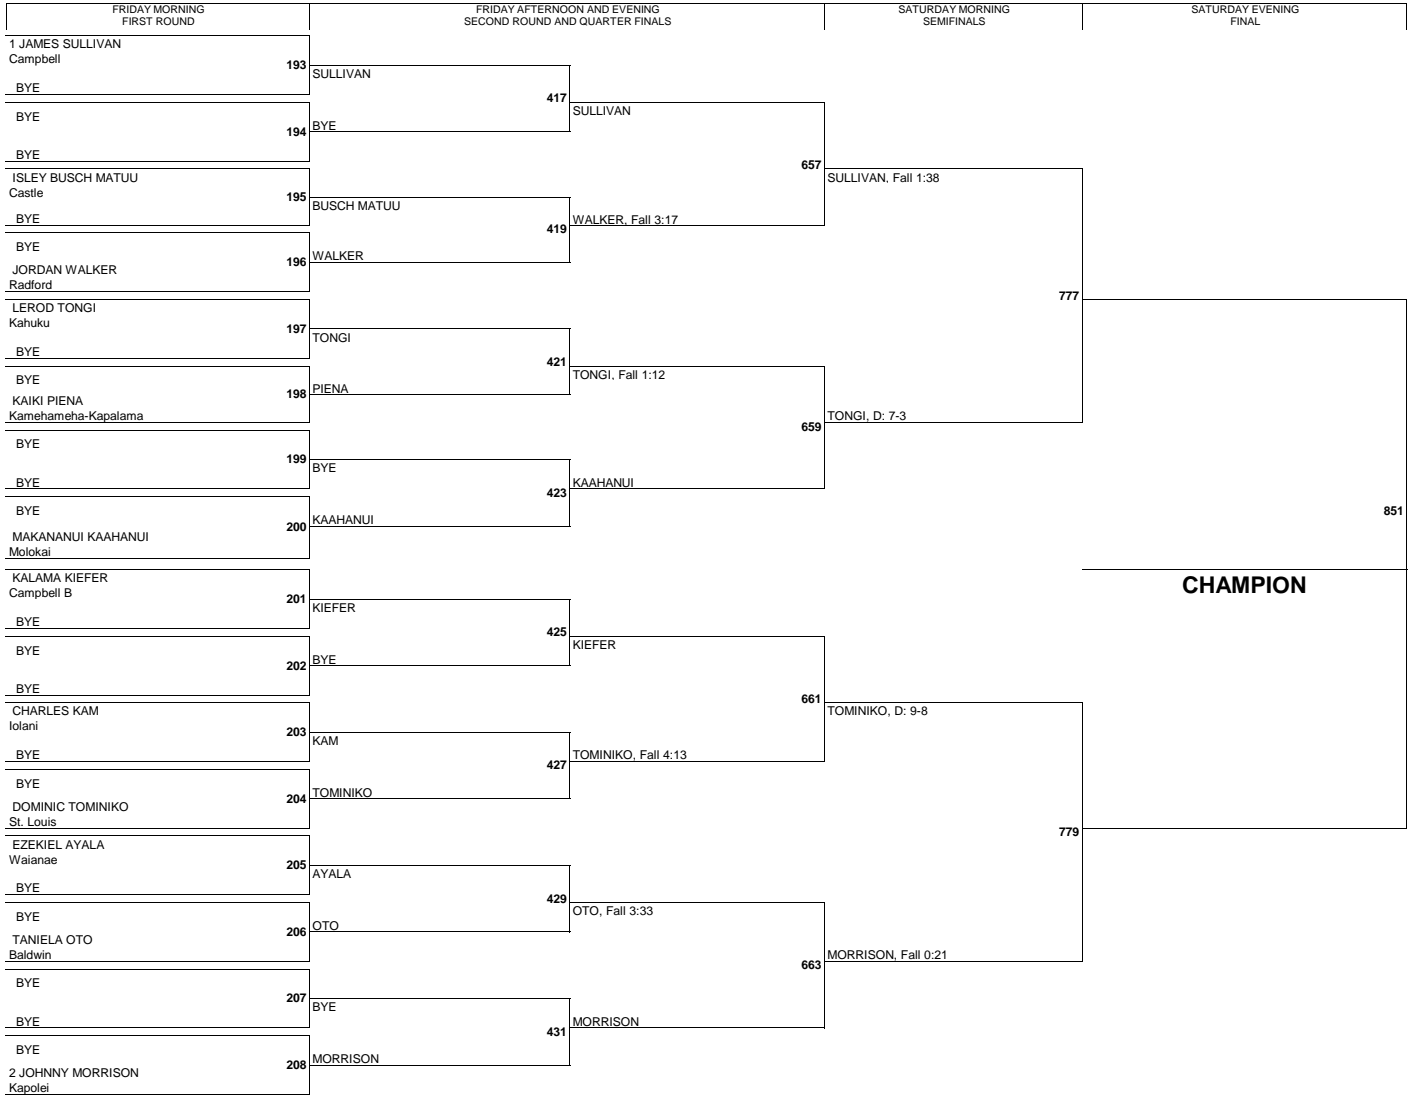 FRIDAY MORNING
FIRST ROUND
FRIDAY AFTERNOON AND EVENING
SECOND ROUND AND QUARTER FINALS
SATURDAY MORNING
SEMIFINALS
SATURDAY EVENING
FINAL
1 JAMES SULLIVAN
Campbell
193
BYE
BYE
194
BYE
ISLEY BUSCH MATUU
Castle
195
BYE
BYE
196
JORDAN WALKER
Radford
LEROD TONGI
Kahuku
197
BYE
BYE
198
KAIKI PIENA
Kamehameha-Kapalama
BYE
199
BYE
BYE
200
MAKANANUI KAAHANUI
Molokai
KALAMA KIEFER
Campbell B
201
BYE
BYE
202
BYE
CHARLES KAM
Iolani
203
BYE
BYE
204
DOMINIC TOMINIKO
St. Louis
EZEKIEL AYALA
Waianae
205
BYE
BYE
206
TANIELA OTO
Baldwin
BYE
207
BYE
BYE
208
2 JOHNNY MORRISON
Kapolei
SULLIVAN
417
BYE
BUSCH MATUU
419
WALKER
TONGI
421
PIENA
BYE
423
KAAHANUI
KIEFER
425
BYE
KAM
427
TOMINIKO
AYALA
429
OTO
BYE
431
MORRISON
SULLIVAN
657
WALKER, Fall 3:17
TONGI, Fall 1:12
659
KAAHANUI
KIEFER
661
TOMINIKO, Fall 4:13
OTO, Fall 3:33
663
MORRISON
SULLIVAN, Fall 1:38
777
TONGI, D: 7-3
TOMINIKO, D: 9-8
779
MORRISON, Fall 0:21
851
CHAMPION